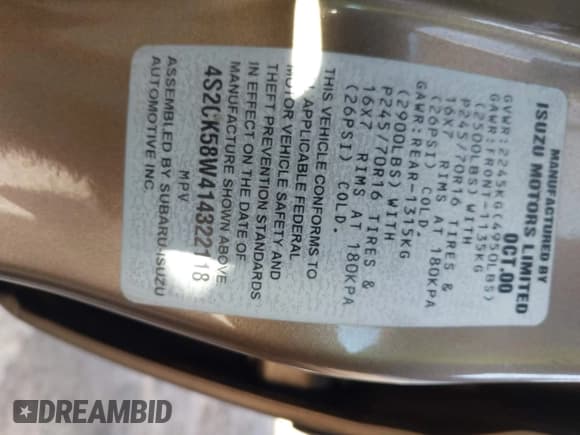 MANUFACTURED BY
ISUZU MOTORS LIMITED
OCT.00
GVWR:2245KG(4950LBS)
GAWR:FRONT-1135KG
(2500LBS) WITH
P245/70R16 TIRES &
16X7 RIMS AT 180KPA
(26PSI) COLD.
GAWR:REAR-1315KG
(2900LBS) WITH
P245/70R16 TIRES &
16X7 RIMS AT 180KPA
(26PSI) COLD.
THIS VEHICLE CONFORMS TO
APPLICABLE FEDERAL
MOTOR VEHICLE SAFETY AND
THEFT PREVENTION STANDARDS
IN EFFECT ON THE DATE OF
MANUFACTURE SHOWN ABOVE.
4S2CK58W414322118
MPV
ASSEMBLED BY SUBARU-ISUZU
AUTOMOTIVE INC.
DREAMBID